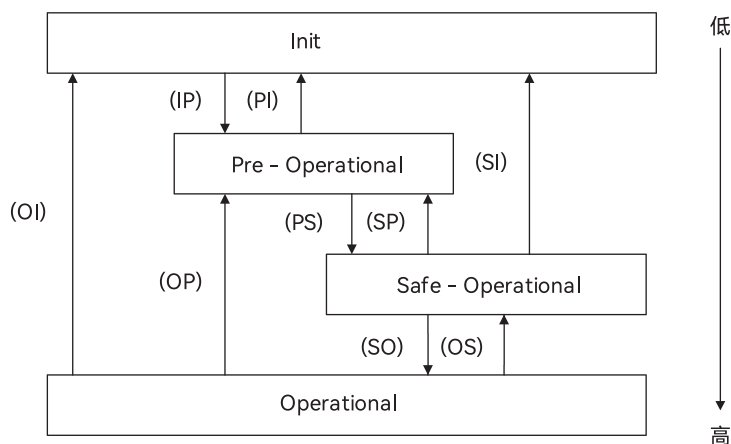 低
Init
(IP) (PI)
Pre - Operational
(SI)
(OI)
(PS) (SP)
(OP)
Safe - Operational
(SO) (OS)
Operational
高